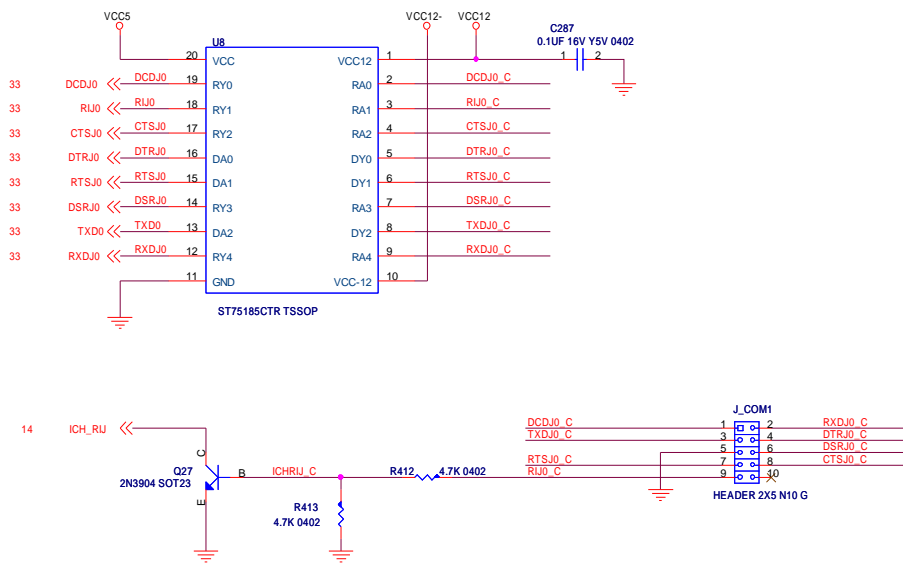 VCC5 VCC12- VCC12
C287
0.1UF 16V Y5V 0402
U8
20 VCC VCC12 1 1 2
33 DCDJ0 DCDJ0 19 RY0 RA0 2 DCDJ0_C
33 RIJ0 RIJ0 18 RY1 RA1 3 RIJ0_C
33 CTSJ0 CTSJ0 17 RY2 RA2 4 CTSJ0_C
33 DTRJ0 DTRJ0 16 DA0 DY0 5 DTRJ0_C
33 RTSJ0 RTSJ0 15 DA1 DY1 6 RTSJ0_C
33 DSRJ0 DSRJ0 14 RY3 RA3 7 DSRJ0_C
33 TXD0 TXD0 13 DA2 DY2 8 TXDJ0_C
33 RXDJ0 RXDJ0 12 RY4 RA4 9 RXDJ0_C
11 GND VCC-12 10
ST75185CTR TSSOP
J_COM1
14 ICH_RIJ DCDJ0_C 1 2 RXDJ0_C
TXDJ0_C 3 4 DTRJ0_C
C 5 6 DSRJ0_C
RTSJ0_C 7 8 CTSJ0_C
Q27 B ICHRIJ_C R412 4.7K 0402 RIJ0_C 9 10
2N3904 SOT23
E HEADER 2X5 N10 G
R413
4.7K 0402